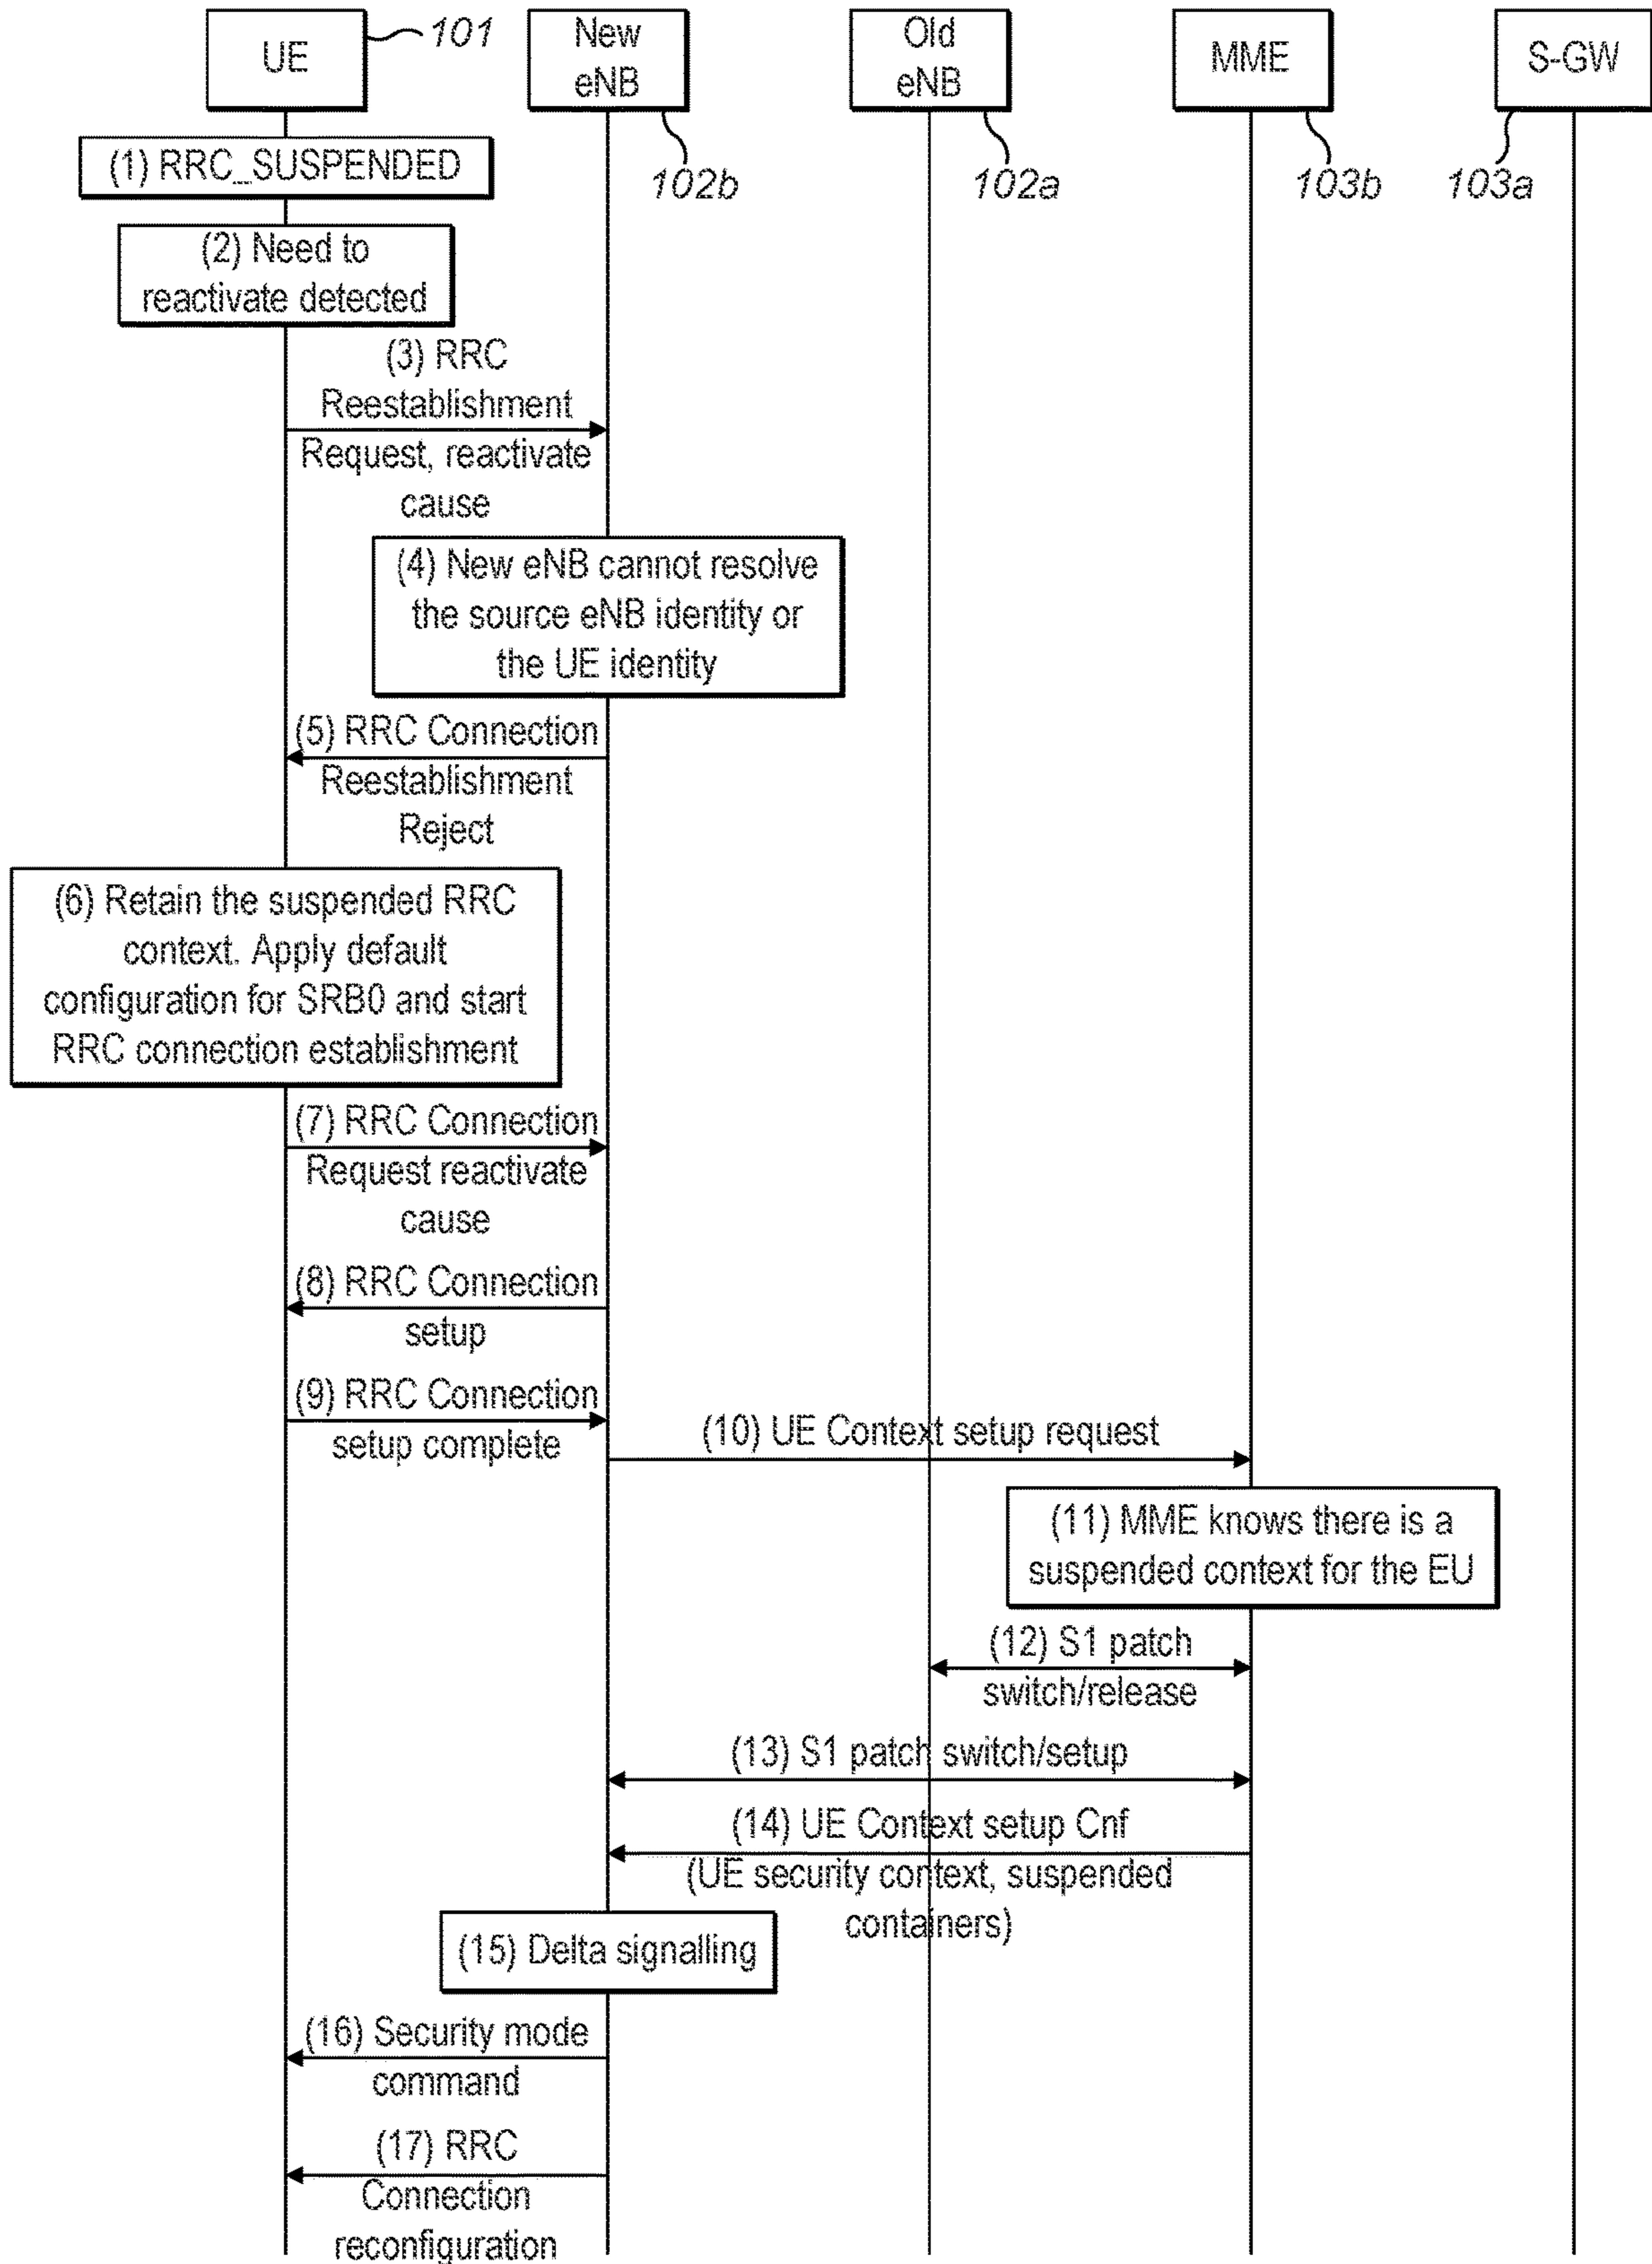 UE
101
New
eNB
102b
Old
eNB
102a
MME
103b
S-GW
103a
(1) RRC_SUSPENDED
(2) Need to
reactivate detected
(3) RRC
Reestablishment
Request, reactivate
cause
(4) New eNB cannot resolve
the source eNB identity or
the UE identity
(5) RRC Connection
Reestablishment
Reject
(6) Retain the suspended RRC
context. Apply default
configuration for SRB0 and start
RRC connection establishment
(7) RRC Connection
Request reactivate
cause
(8) RRC Connection
setup
(9) RRC Connection
setup complete
(10) UE Context setup request
(11) MME knows there is a
suspended context for the EU
(12) S1 patch
switch/release
(13) S1 patch switch/setup
(14) UE Context setup Cnf
(UE security context, suspended
containers)
(15) Delta signalling
(16) Security mode
command
(17) RRC
Connection
reconfiguration